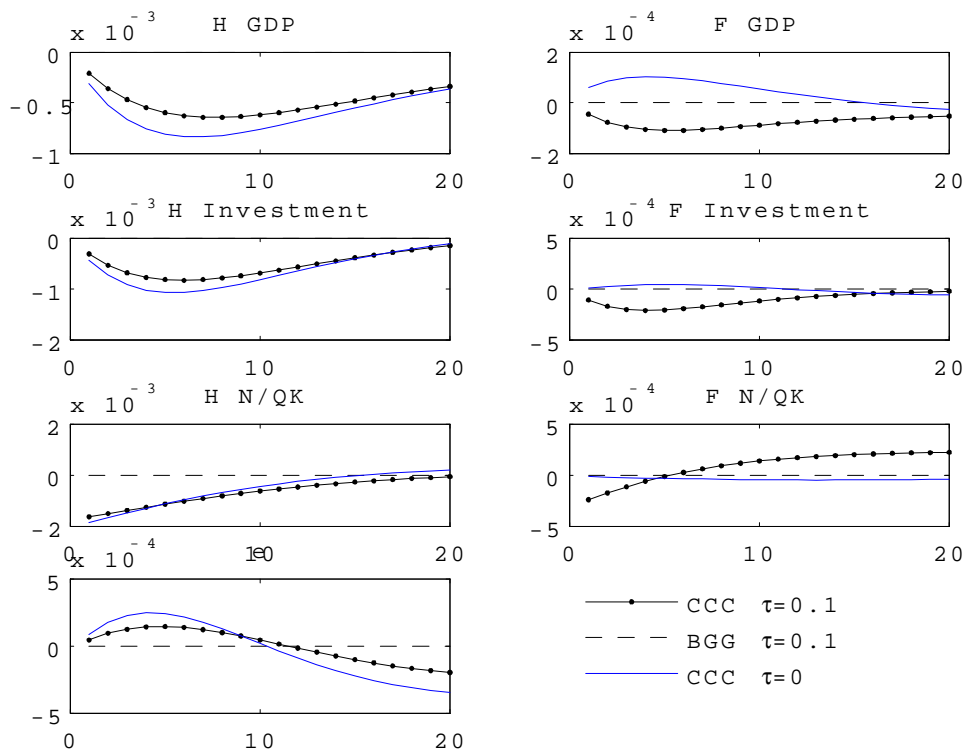 x 10⁻³ H GDP
0
-0.5
-1
0 10 20
x 10⁻⁴ F GDP
2
0
-2
0 10 20
x 10⁻³ H Investment
0
-1
-2
0 10 20
x 10⁻⁴ F Investment
5
0
-5
0 10 20
x 10⁻³ H N/QK
2
0
-2
0 10 20
x 10⁻⁴ F N/QK
5
0
-5
0 10 20
x 10⁻⁴ e
5
0
-5
0 10 20
CCC τ=0.1
BGG τ=0.1
CCC τ=0